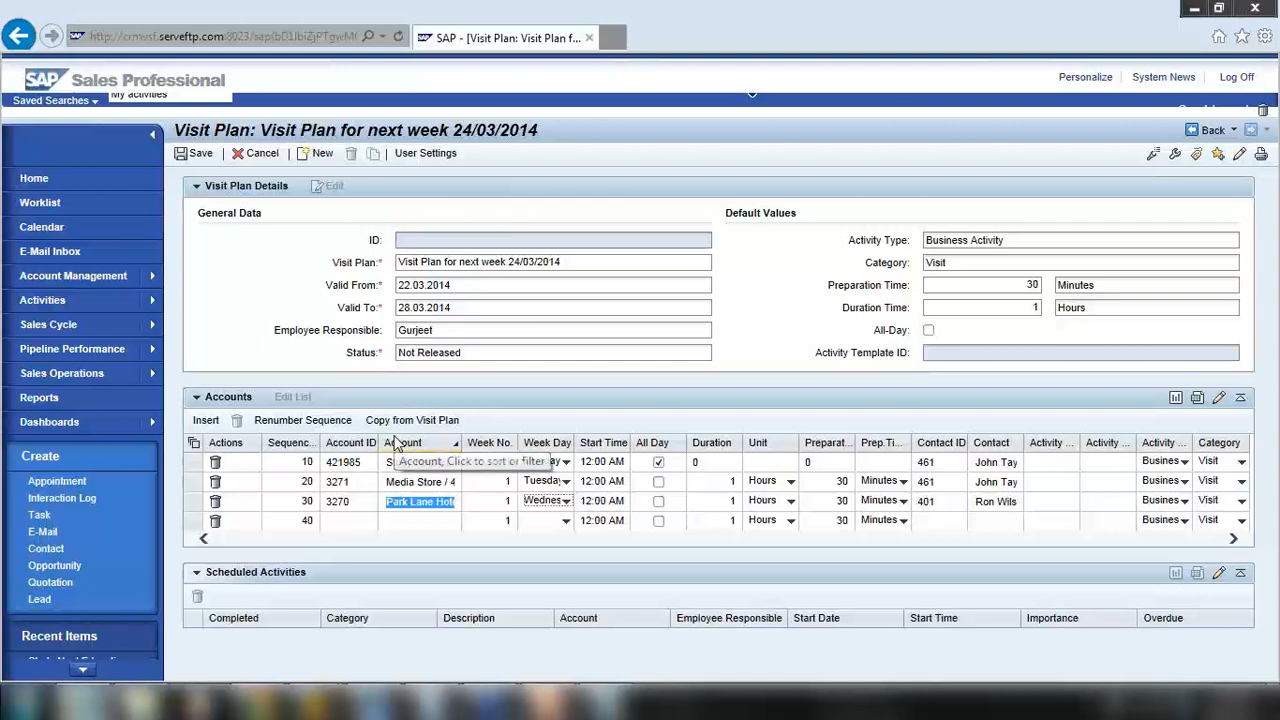 http://crmwsf.serveftp.com:8023/sap(bD1JbiZjPTgwM(
SAP - [Visit Plan: Visit Plan f...
SAP Sales Professional
Personalize System News Log Off
Saved Searches My activities
Visit Plan: Visit Plan for next week 24/03/2014
Back
Save Cancel New User Settings
Home
Worklist
Calendar
E-Mail Inbox
Account Management
Activities
Sales Cycle
Pipeline Performance
Sales Operations
Reports
Dashboards
Create
Appointment
Interaction Log
Task
E-Mail
Contact
Opportunity
Quotation
Lead
Recent Items
Visit Plan Details Edit
General Data
ID:
Visit Plan:* Visit Plan for next week 24/03/2014
Valid From:* 22.03.2014
Valid To:* 28.03.2014
Employee Responsible: Gurjeet
Status:* Not Released
Default Values
Activity Type: Business Activity
Category: Visit
Preparation Time: 30 Minutes
Duration Time: 1 Hours
All-Day:
Activity Template ID:
Accounts Edit List
Insert Renumber Sequence Copy from Visit Plan
Actions Sequenc... Account ID Account Week No. Week Day Start Time All Day Duration Unit Preparat... Prep.Ti... Contact ID Contact Activity ... Activity ... Activity ... Category
10 421985 12:00 AM 0 0 461 John Tay Busines Visit
Account, Click to sort or filter
20 3271 Media Store / 4 1 Tuesda 12:00 AM 1 Hours 30 Minutes 461 John Tay Busines Visit
30 3270 Park Lane Hot 1 Wednes 12:00 AM 1 Hours 30 Minutes 401 Ron Wils Busines Visit
40 1 12:00 AM 1 Hours 30 Minutes Busines Visit
Scheduled Activities
Completed Category Description Account Employee Responsible Start Date Start Time Importance Overdue